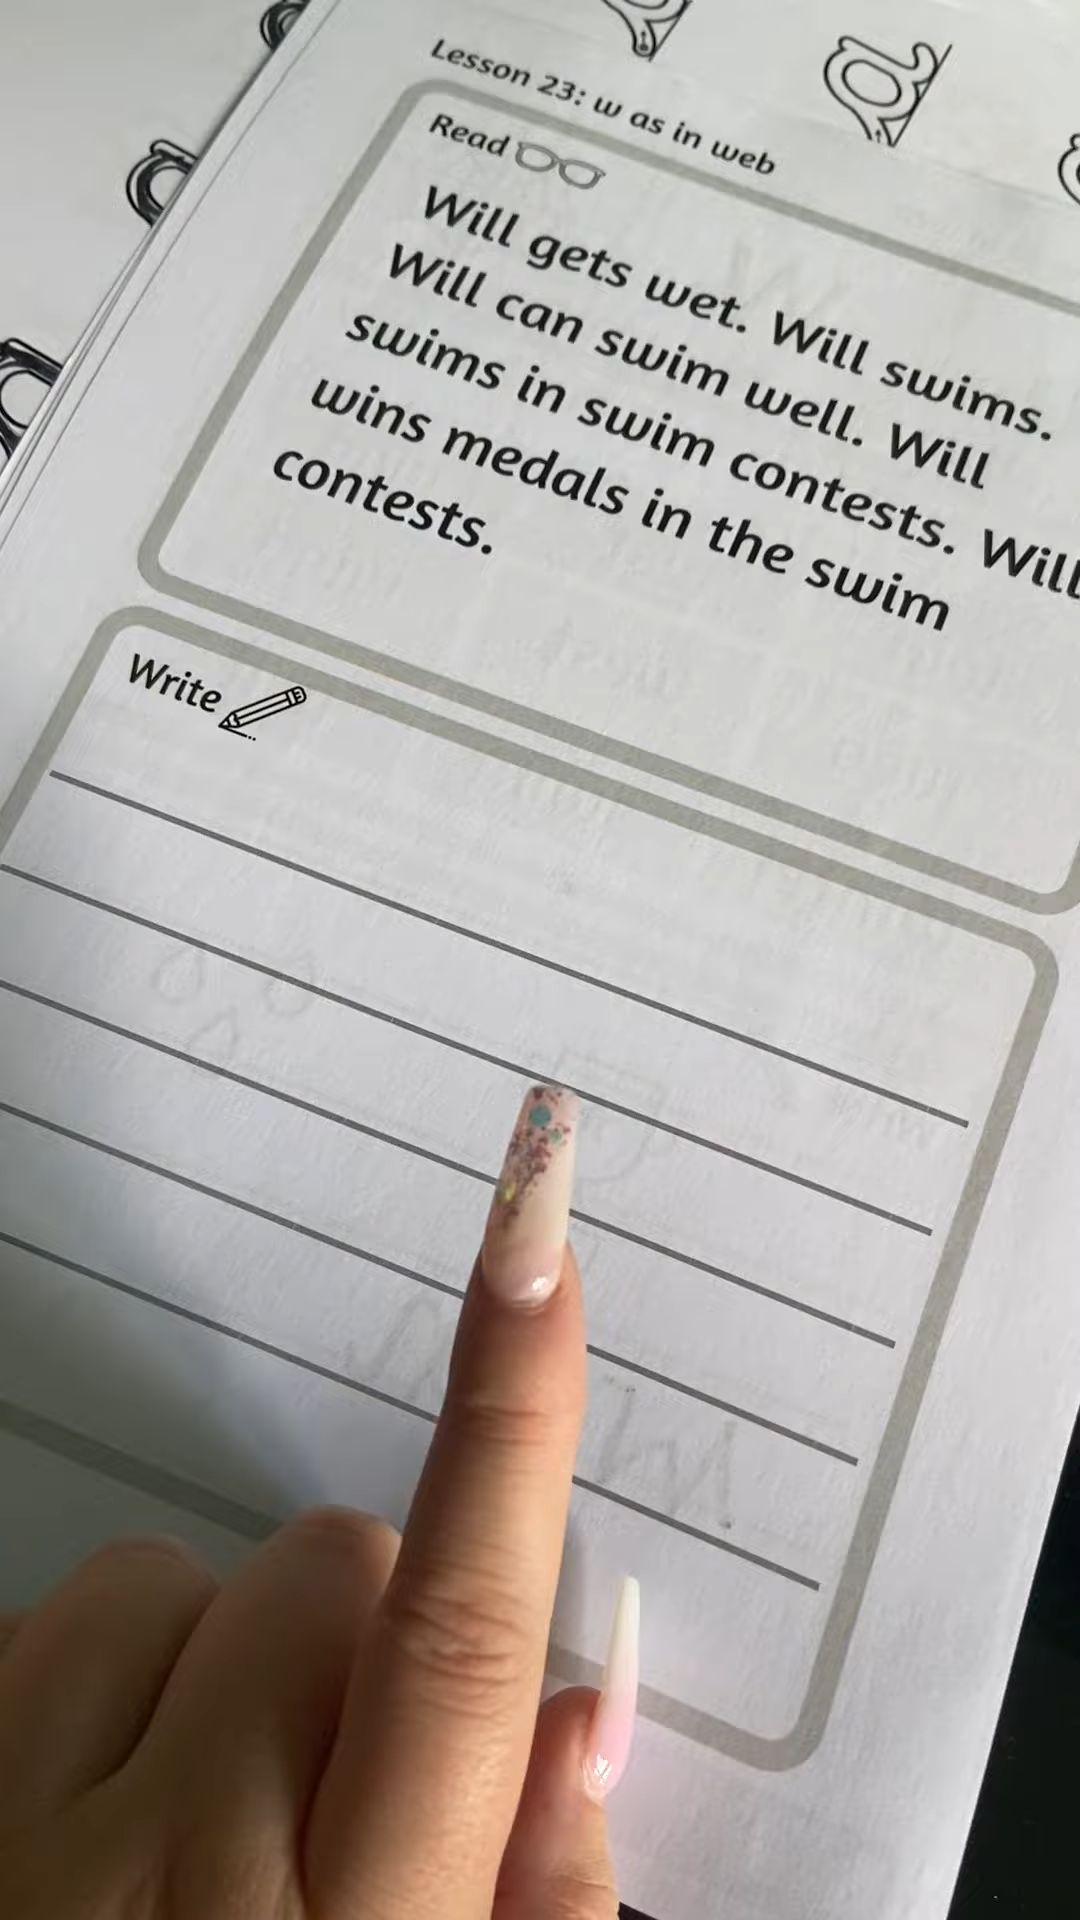 Lesson 23: w as in web
Read
Will gets wet. Will swims.
Will can swim well. Will
swims in swim contests. Will
wins medals in the swim
contests.
Write